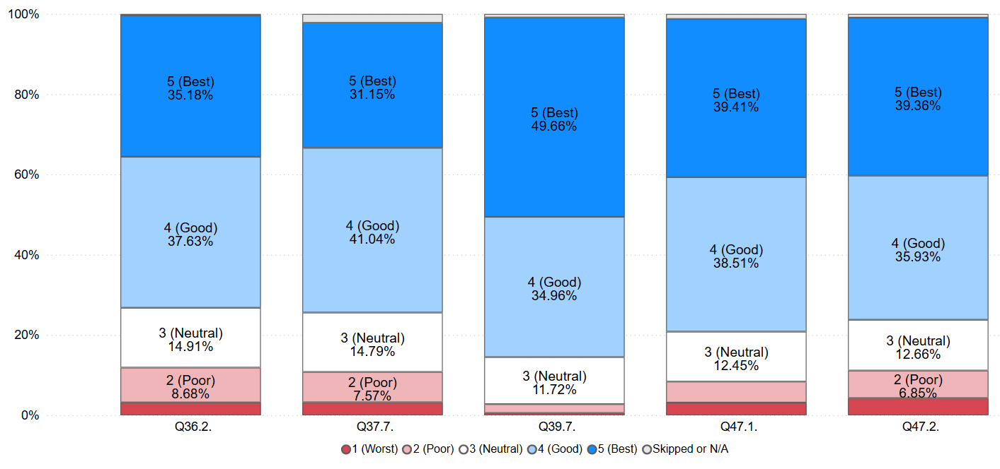 100%
80%
60%
40%
20%
0%
5 (Best)
35.18%
4 (Good)
37.63%
3 (Neutral)
14.91%
2 (Poor)
8.68%
Q36.2.
5 (Best)
31.15%
4 (Good)
41.04%
3 (Neutral)
14.79%
2 (Poor)
7.57%
Q37.7.
5 (Best)
49.66%
4 (Good)
34.96%
3 (Neutral)
11.72%
Q39.7.
5 (Best)
39.41%
4 (Good)
38.51%
3 (Neutral)
12.45%
Q47.1.
5 (Best)
39.36%
4 (Good)
35.93%
3 (Neutral)
12.66%
2 (Poor)
6.85%
Q47.2.
1 (Worst) 2 (Poor) 3 (Neutral) 4 (Good) 5 (Best) Skipped or N/A